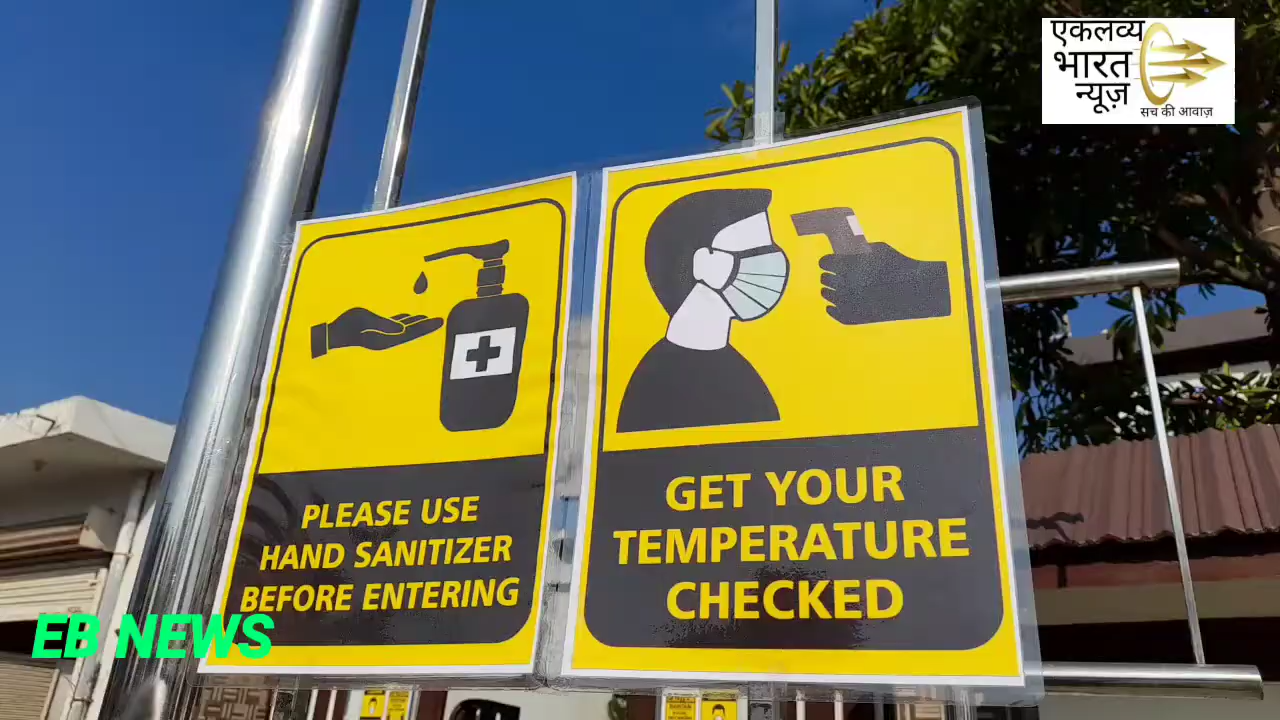 एकलव्य
भारत
न्यूज़
सच की आवाज़
PLEASE USE
HAND SANITIZER
BEFORE ENTERING
GET YOUR
TEMPERATURE
CHECKED
EB NEWS